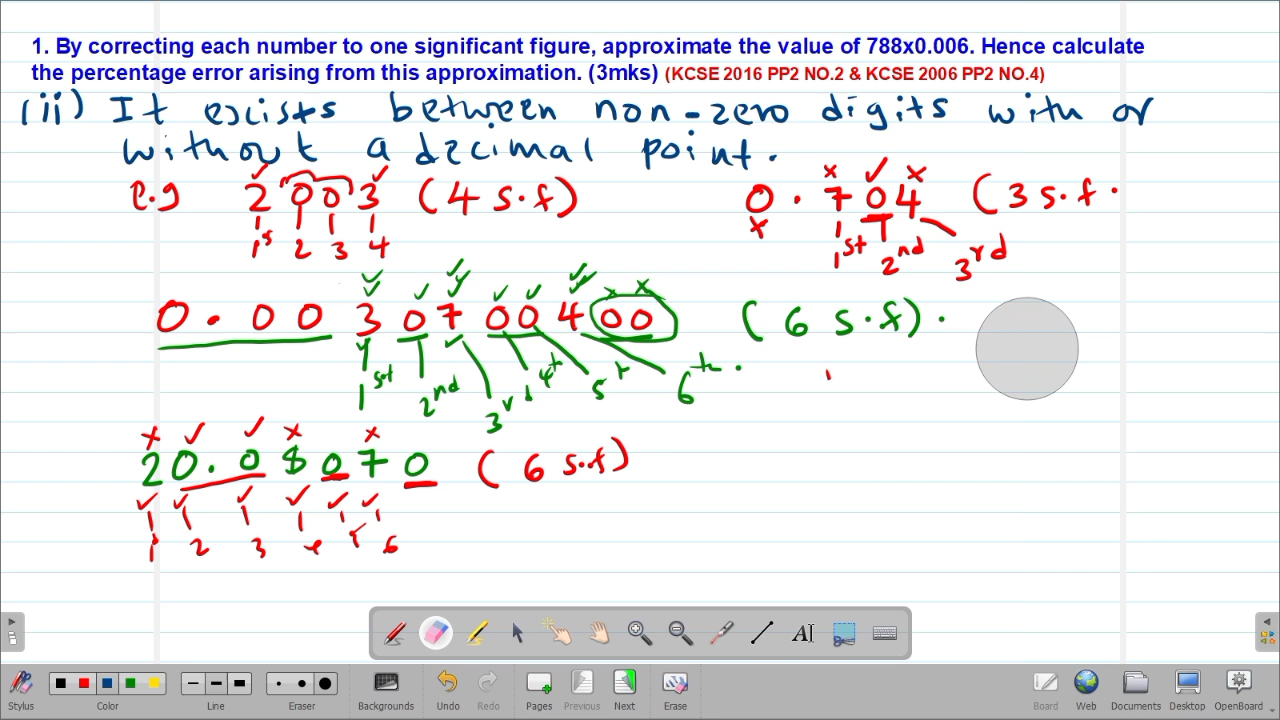 1. By correcting each number to one significant figure, approximate the value of 788x0.006. Hence calculate
the percentage error arising from this approximation. (3mks) (KCSE 2016 PP2 NO.2 & KCSE 2006 PP2 NO.4)
(ii) It exists between non-zero digits with or
without a decimal point.
e.g 2003 (4 s.f) 0.704 (3 s.f.
1st 2 3 4 1st 2nd 3rd
0.0030700400 (6 s.f).
1st 2nd 3rd 4t 5t 6th.
20.08070 (6 s.f)
1 2 3 4 5 6
Stylus Color Line Eraser Backgrounds Undo Redo Pages Previous Next Erase Board Web Documents Desktop OpenBoard